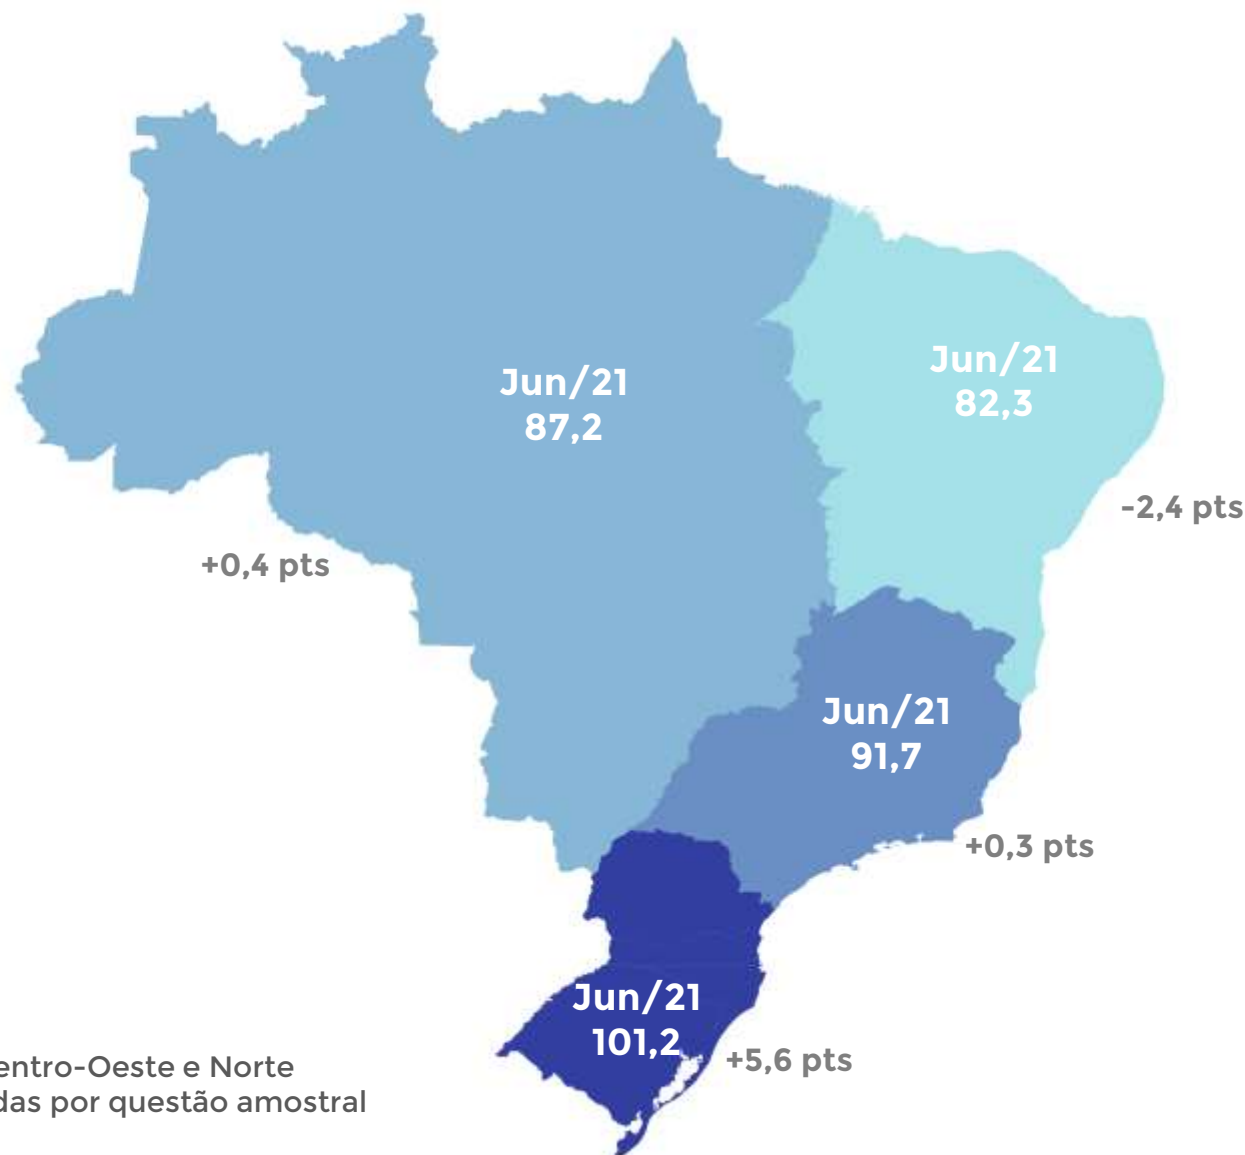 Jun/21
87,2
Jun/21
82,3
-2,4 pts
+0,4 pts
Jun/21
91,7
+0,3 pts
Jun/21
101,2
+5,6 pts
entro-Oeste e Norte
das por questão amostral